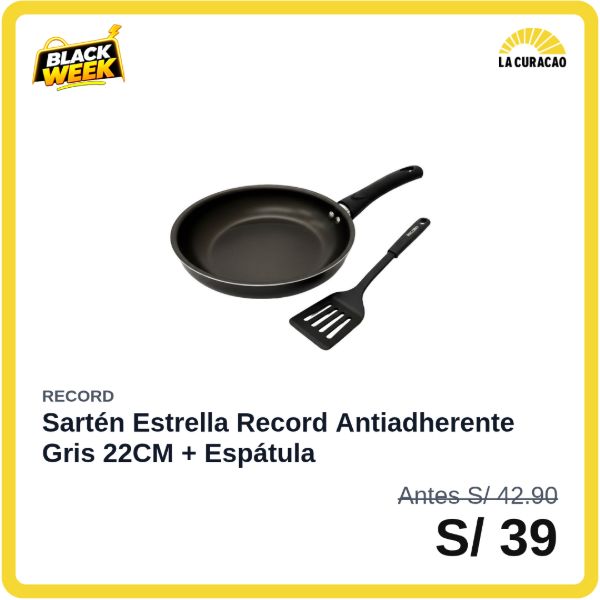 BLACK
WEEK
LA CURACAO
RECORD
Sartén Estrella Record Antiadherente
Gris 22CM + Espátula
Antes S/ 42.90
S/ 39